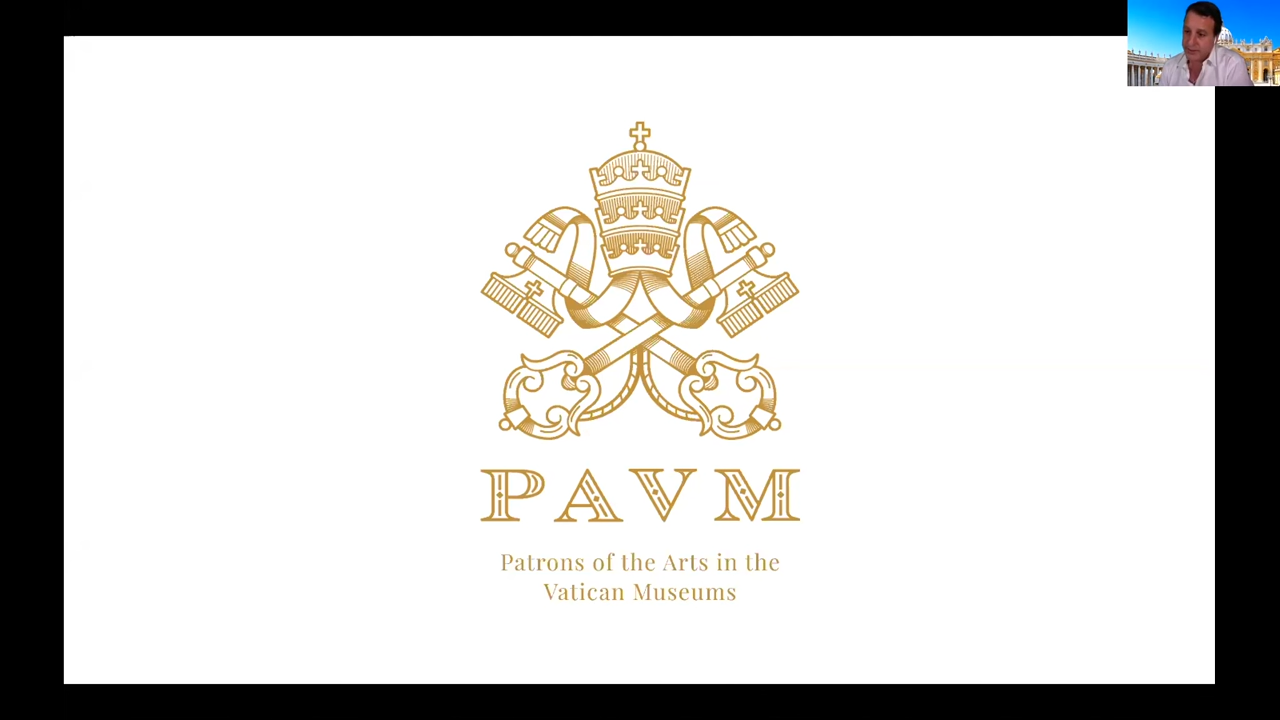 PAVM
Patrons of the Arts in the
Vatican Museums